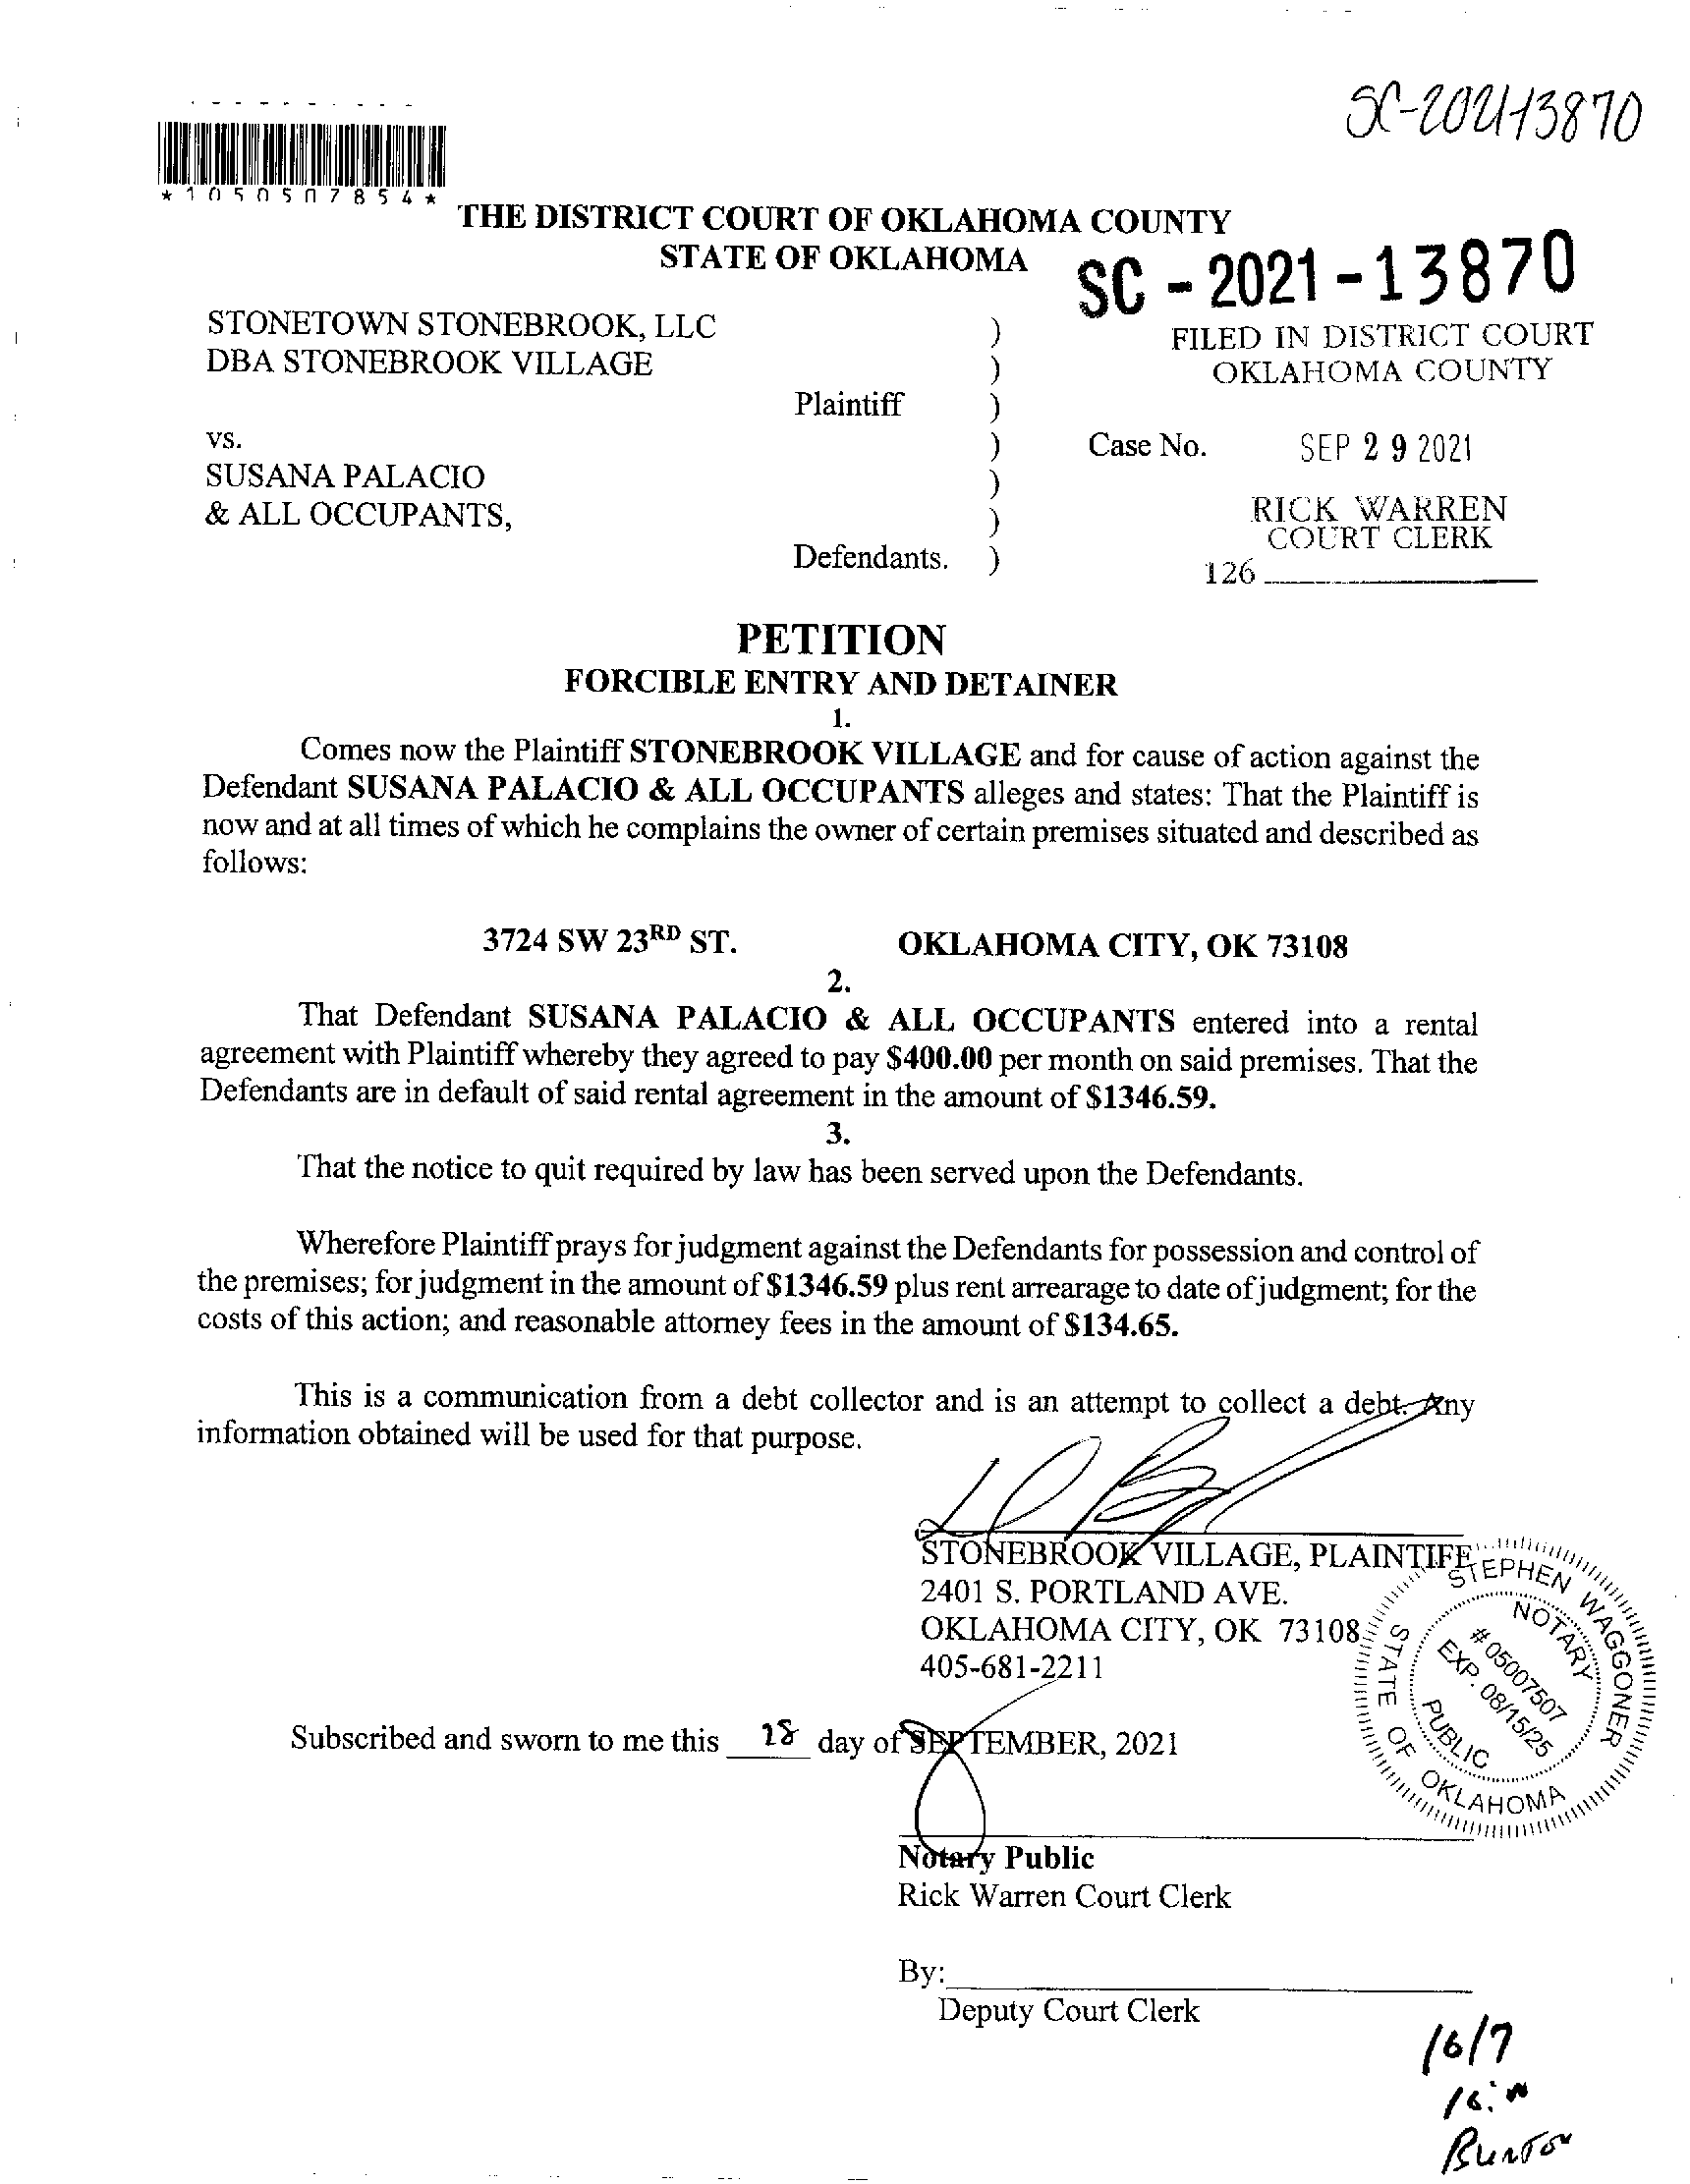 SC-202113870
*1050507854*
THE DISTRICT COURT OF OKLAHOMA COUNTY
STATE OF OKLAHOMA
SC - 2021 - 13870
STONETOWN STONEBROOK, LLC )
DBA STONEBROOK VILLAGE )
FILED IN DISTRICT COURT
OKLAHOMA COUNTY
Plaintiff )
vs. ) Case No. SEP 29 2021
SUSANA PALACIO )
& ALL OCCUPANTS, )
RICK WARREN
COURT CLERK
Defendants. )
126
PETITION
FORCIBLE ENTRY AND DETAINER
1.
Comes now the Plaintiff STONEBROOK VILLAGE and for cause of action against the
Defendant SUSANA PALACIO & ALL OCCUPANTS alleges and states: That the Plaintiff is
now and at all times of which he complains the owner of certain premises situated and described as
follows:
3724 SW 23RD ST. OKLAHOMA CITY, OK 73108
2.
That Defendant SUSANA PALACIO & ALL OCCUPANTS entered into a rental
agreement with Plaintiff whereby they agreed to pay $400.00 per month on said premises. That the
Defendants are in default of said rental agreement in the amount of $1346.59.
3.
That the notice to quit required by law has been served upon the Defendants.
Wherefore Plaintiff prays for judgment against the Defendants for possession and control of
the premises; for judgment in the amount of $1346.59 plus rent arrearage to date of judgment; for the
costs of this action; and reasonable attorney fees in the amount of $134.65.
This is a communication from a debt collector and is an attempt to collect a debt. Any
information obtained will be used for that purpose.
STONEBROOK VILLAGE, PLAINTIFF
2401 S. PORTLAND AVE.
OKLAHOMA CITY, OK 73108
405-681-2211
STEPHEN WAGGONER
NOTARY PUBLIC
# 05007507
EXP. 08/15/25
STATE OF OKLAHOMA
Subscribed and sworn to me this 28 day of SEPTEMBER, 2021
Notary Public
Rick Warren Court Clerk
By:
Deputy Court Clerk
Burton